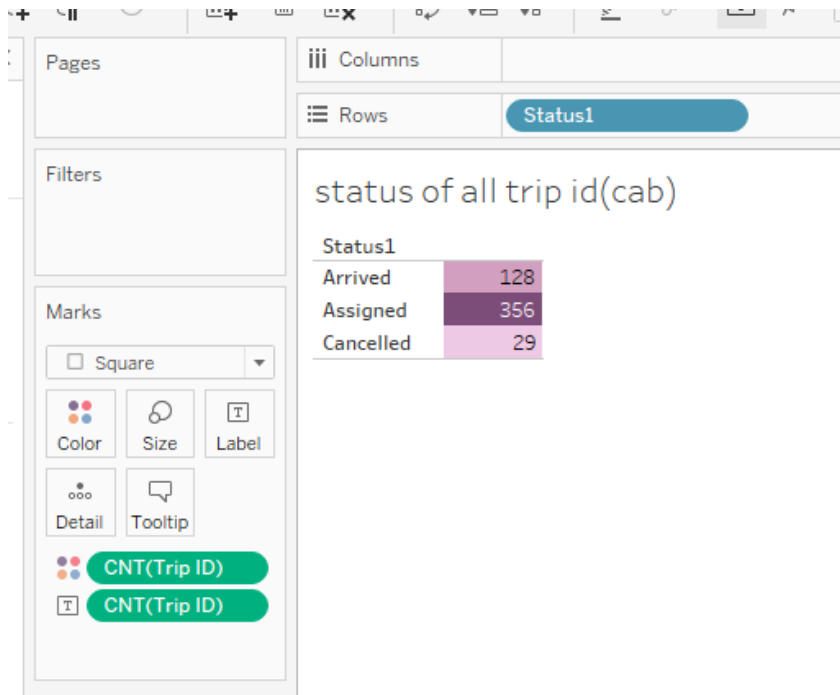 Pages
Columns
Rows
Status1
Filters
status of all trip id(cab)
Status1
Arrived 128
Assigned 356
Cancelled 29
Marks
Square
Color
Size
T
Label
Detail
Tooltip
CNT(Trip ID)
T
CNT(Trip ID)